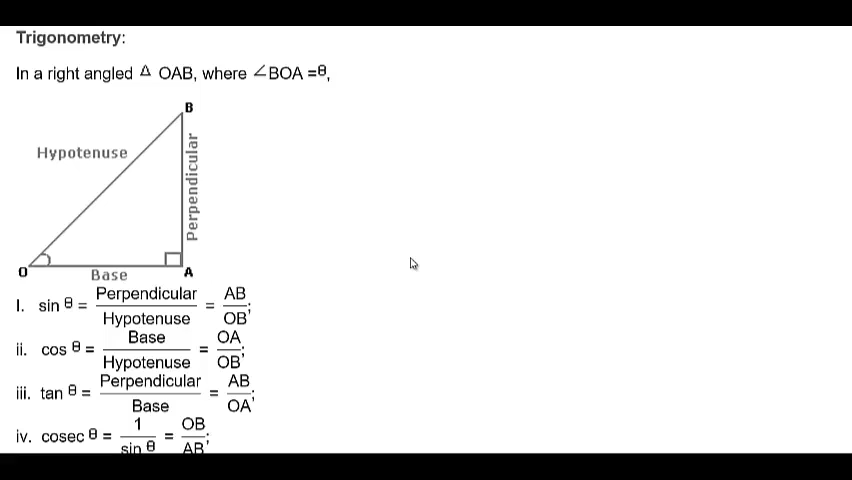 Trigonometry:
In a right angled △ OAB, where ∠BOA =θ,
B
Hypotenuse
Perpendicular
O
Base
A
I. sin θ = Perpendicular/Hypotenuse = AB/OB;
ii. cos θ = Base/Hypotenuse = OA/OB;
iii. tan θ = Perpendicular/Base = AB/OA;
iv. cosec θ = 1/sin θ = OB/AB;